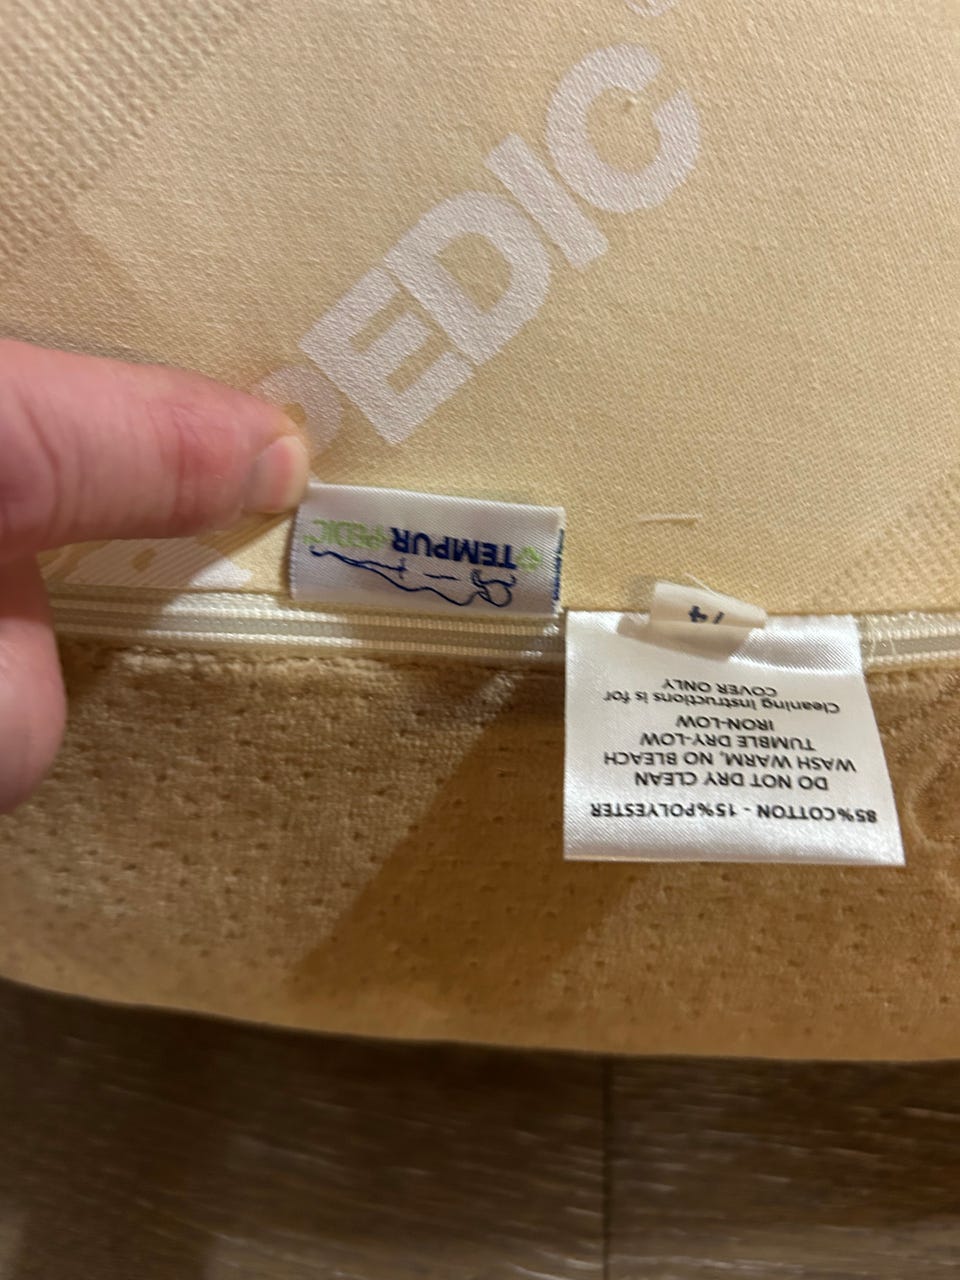 PEDIC
TEMPUR-PEDIC
85%COTTON - 15%POLYESTER
DO NOT DRY CLEAN
WASH WARM, NO BLEACH
TUMBLE DRY-LOW
IRON-LOW
Cleaning Instructions is for
COVER ONLY